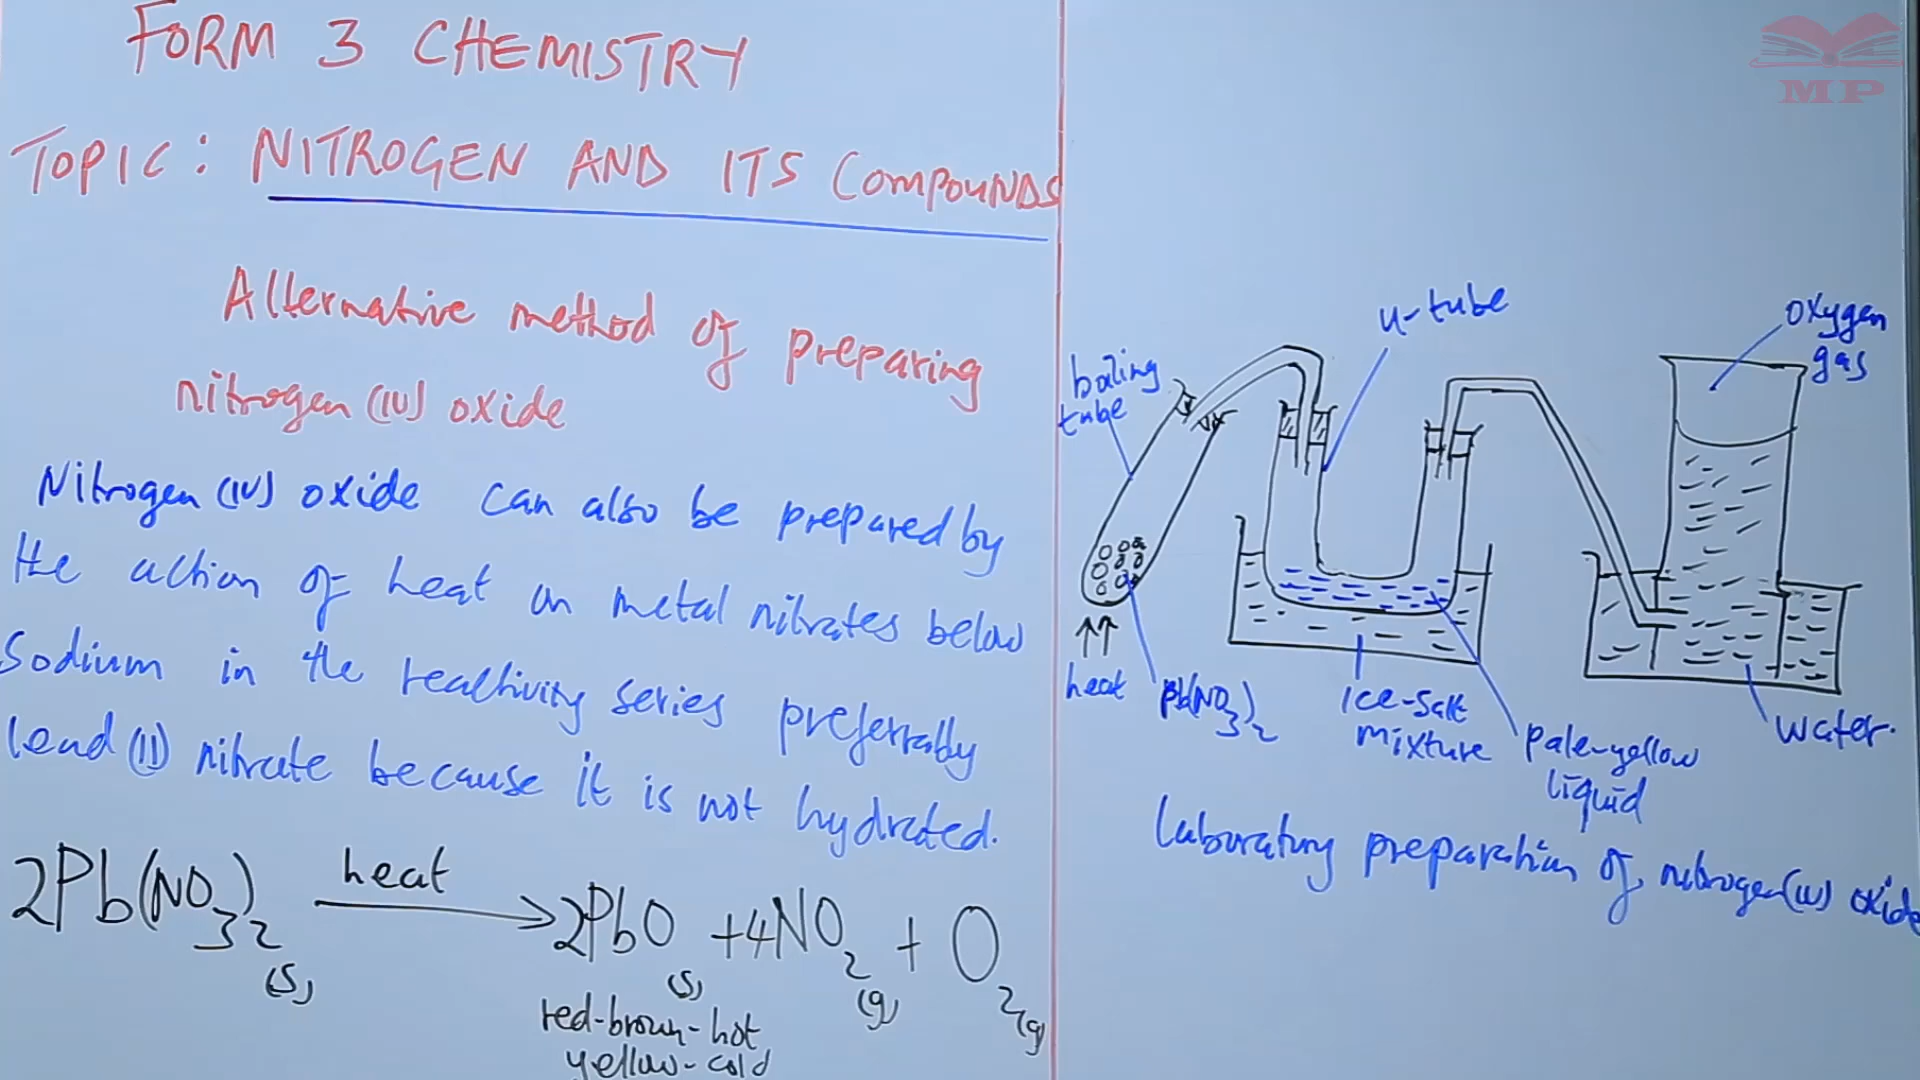 FORM 3 CHEMISTRY
TOPIC: NITROGEN AND ITS COMPOUNDS
Alternative method of preparing
nitrogen (IV) oxide
Nitrogen (IV) oxide can also be prepared by
the action of heat on metal nitrates below
Sodium in the reactivity series preferrably
lead (II) nitrate because it is not hydrated.
2Pb(NO3)2(s) heat → 2PbO(s) + 4NO2(g) + O2(g)
red-brown-hot
yellow-cold
MP
u-tube
oxygen
gas
boiling
tube
heat
Pb(NO3)2
ice-salt
mixture
pale-yellow
liquid
water.
Laboratory preparation of nitrogen (IV) oxide